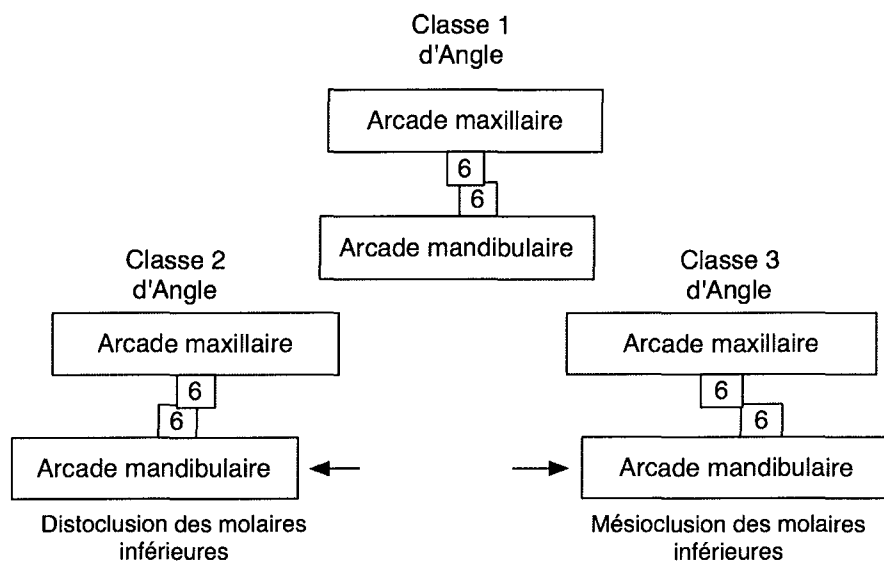 Classe 1
d'Angle
Arcade maxillaire
6
6
Arcade mandibulaire
Classe 2
d'Angle
Arcade maxillaire
6
6
Arcade mandibulaire
Distoclusion des molaires
inférieures
Classe 3
d'Angle
Arcade maxillaire
6
6
Arcade mandibulaire
Mésioclusion des molaires
inférieures